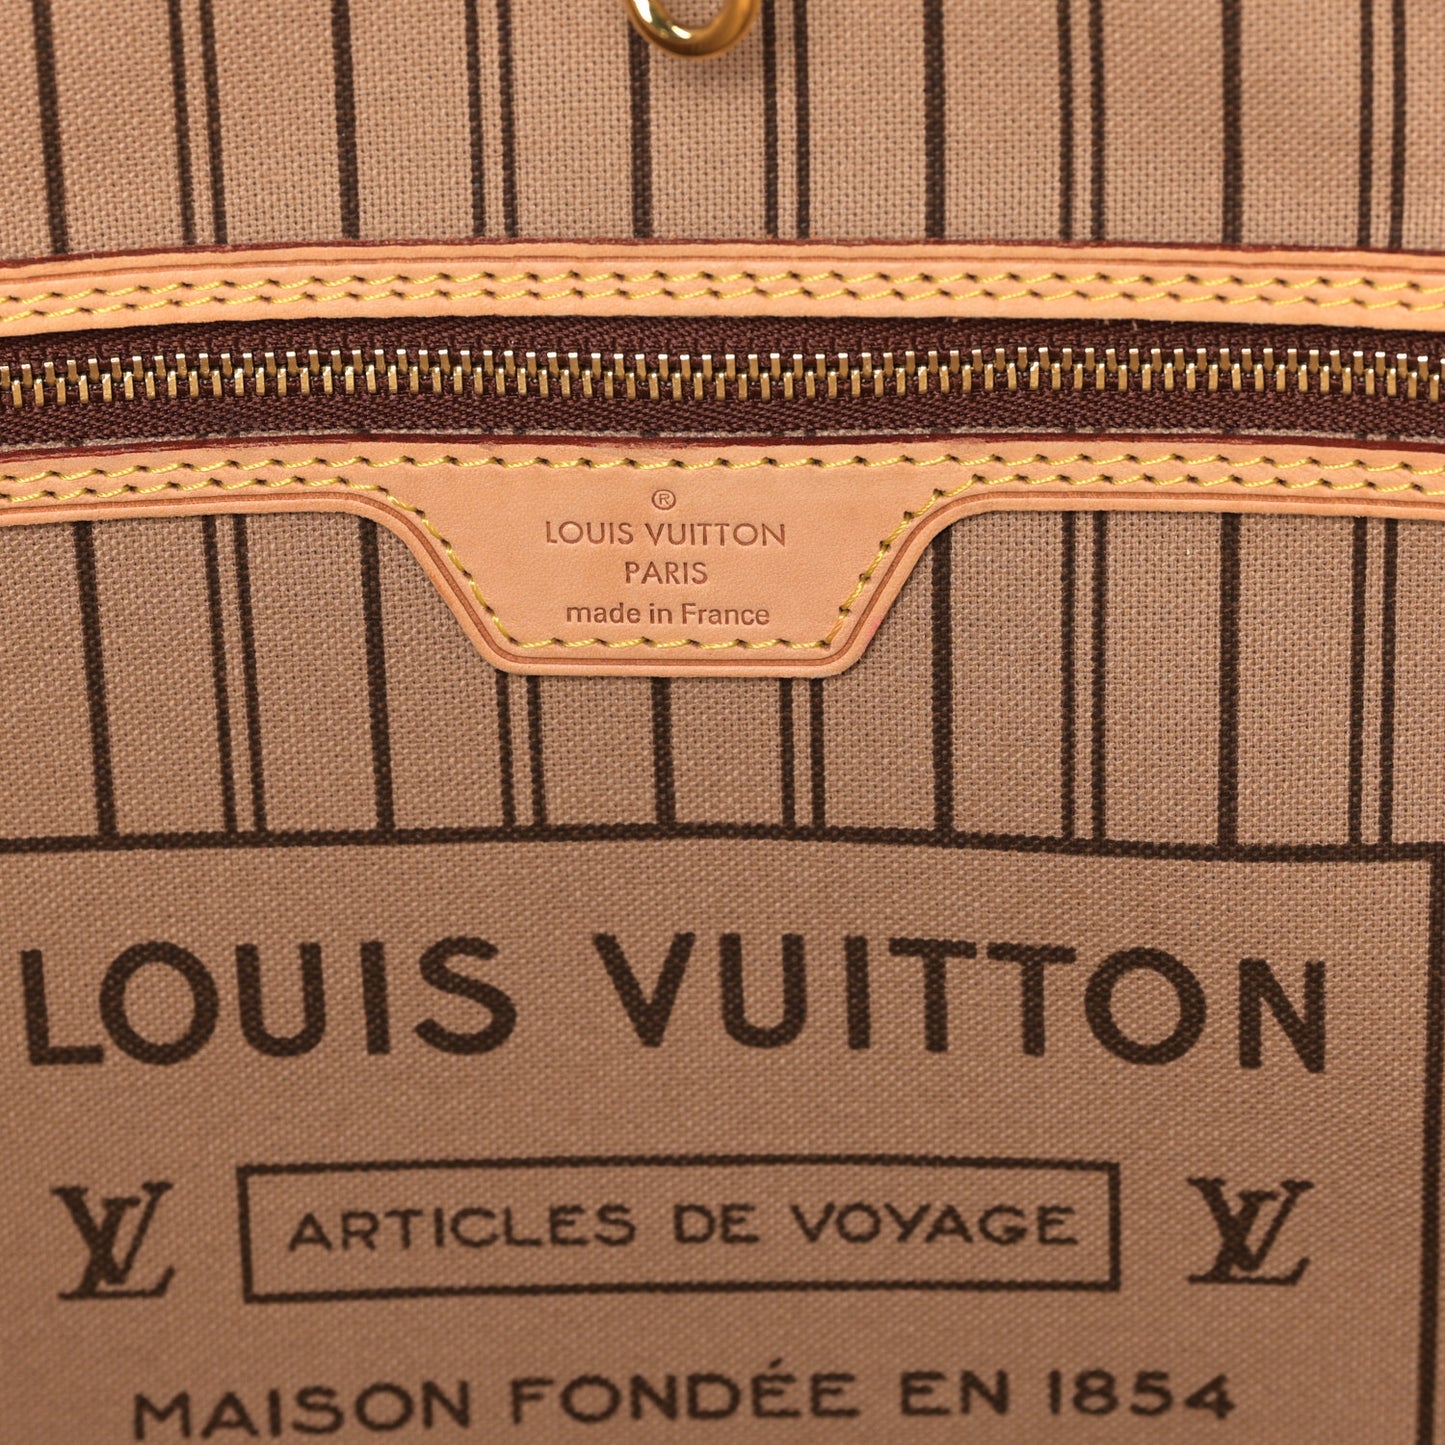 ®
LOUIS VUITTON
PARIS
made in France
LOUIS VUITTON
LV ARTICLES DE VOYAGE LV
MAISON FONDÉE EN 1854